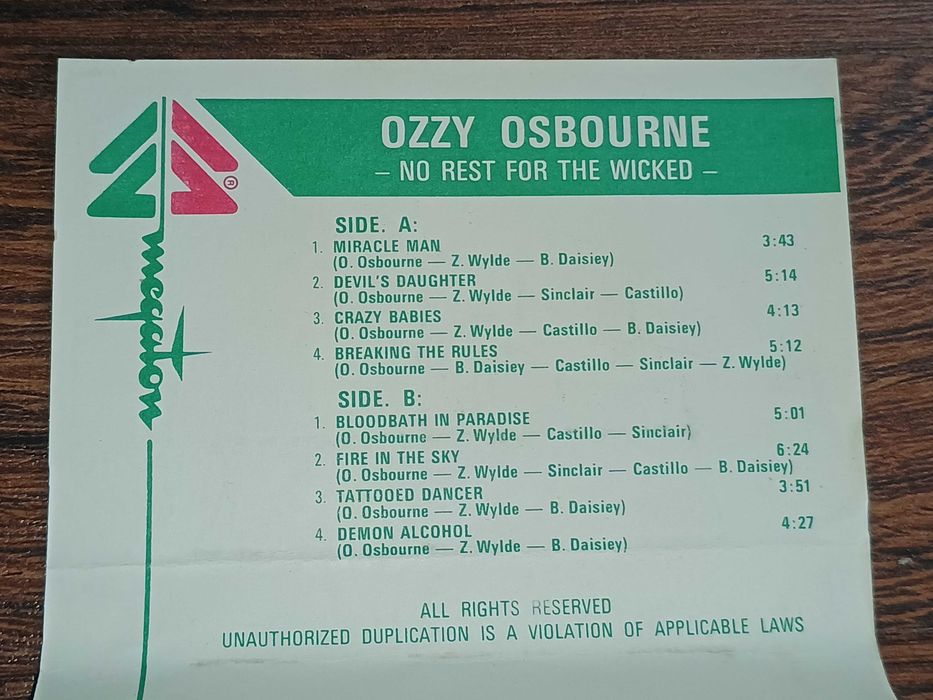 OZZY OSBOURNE
– NO REST FOR THE WICKED –
®
megaton
SIDE. A:
1. MIRACLE MAN 3:43
(O. Osbourne — Z. Wylde — B. Daisiey)
2. DEVIL'S DAUGHTER 5:14
(O. Osbourne — Z. Wylde — Sinclair — Castillo)
3. CRAZY BABIES 4:13
(O. Osbourne — Z. Wylde — Castillo — B. Daisiey)
4. BREAKING THE RULES 5:12
(O. Osbourne — B. Daisiey — Castillo — Sinclair — Z. Wylde)
SIDE. B:
1. BLOODBATH IN PARADISE 5:01
(O. Osbourne — Z. Wylde — Castillo — Sinclair)
2. FIRE IN THE SKY 6:24
(O. Osbourne — Z. Wylde — Sinclair — Castillo — B. Daisiey)
3. TATTOOED DANCER 3:51
(O. Osbourne — Z. Wylde — B. Daisiey)
4. DEMON ALCOHOL 4:27
(O. Osbourne — Z. Wylde — B. Daisiey)
ALL RIGHTS RESERVED
UNAUTHORIZED DUPLICATION IS A VIOLATION OF APPLICABLE LAWS